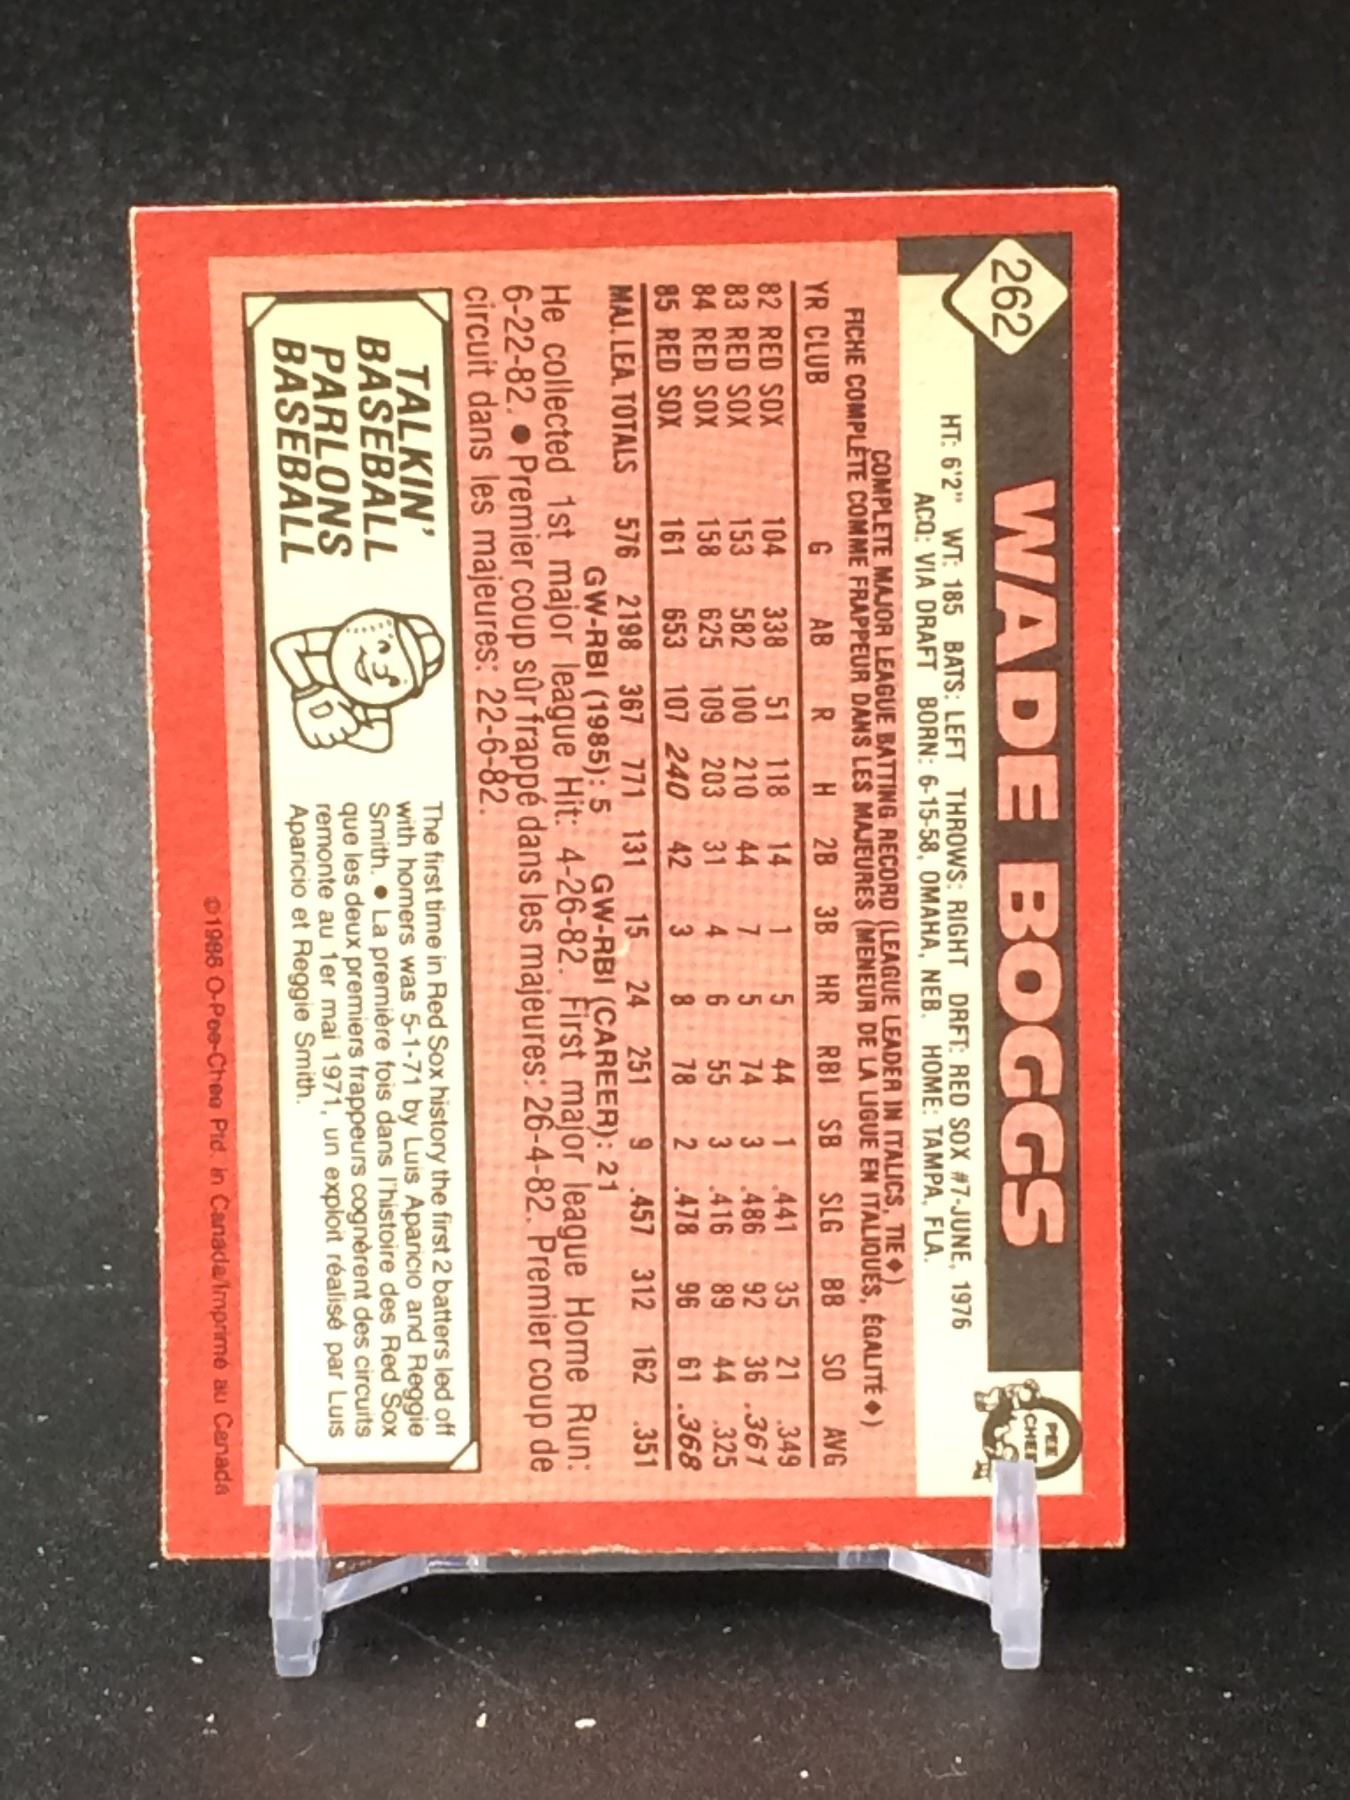 262
WADE BOGGS
PEE
CHEE
HT: 6'2" WT: 185 BATS: LEFT THROWS: RIGHT DRFT: RED SOX #7-JUNE, 1976
ACQ: VIA DRAFT BORN: 6-15-58, OMAHA, NEB. HOME: TAMPA, FLA.
COMPLETE MAJOR LEAGUE BATTING RECORD (LEAGUE LEADER IN ITALICS, TIE ♦)
FICHE COMPLÈTE COMME FRAPPEUR DANS LES MAJEURES (MENEUR DE LA LIGUE EN ITALIQUES, ÉGALITÉ ♦)
YR CLUB G AB R H 2B 3B HR RBI SB SLG BB SO AVG
82 RED SOX 104 338 51 118 14 1 5 44 1 .441 35 21 .349
83 RED SOX 153 582 100 210 44 7 5 74 3 .486 92 36 .361
84 RED SOX 158 625 109 203 31 4 6 55 3 .416 89 44 .325
85 RED SOX 161 653 107 240 42 3 8 78 2 .478 96 61 .368
MAJ. LEA. TOTALS 576 2198 367 771 131 15 24 251 9 .457 312 162 .351
GW-RBI (1985): 5 GW-RBI (CAREER): 21
He collected 1st major league Hit: 4-26-82. First major league Home Run:
6-22-82. ● Premier coup sûr frappé dans les majeures: 26-4-82. Premier coup de
circuit dans les majeures: 22-6-82.
TALKIN'
BASEBALL
PARLONS
BASEBALL
The first time in Red Sox history the first 2 batters led off
with homers was 5-1-71 by Luis Aparicio and Reggie
Smith. ● La première fois dans l'histoire des Red Sox
que les deux premiers frappeurs cognèrent des circuits
remonte au 1er mai 1971, un exploit réalisé par Luis
Aparicio et Reggie Smith.
©1986 O-Pee-Chee Ptd. in Canada/Imprimé au Canada